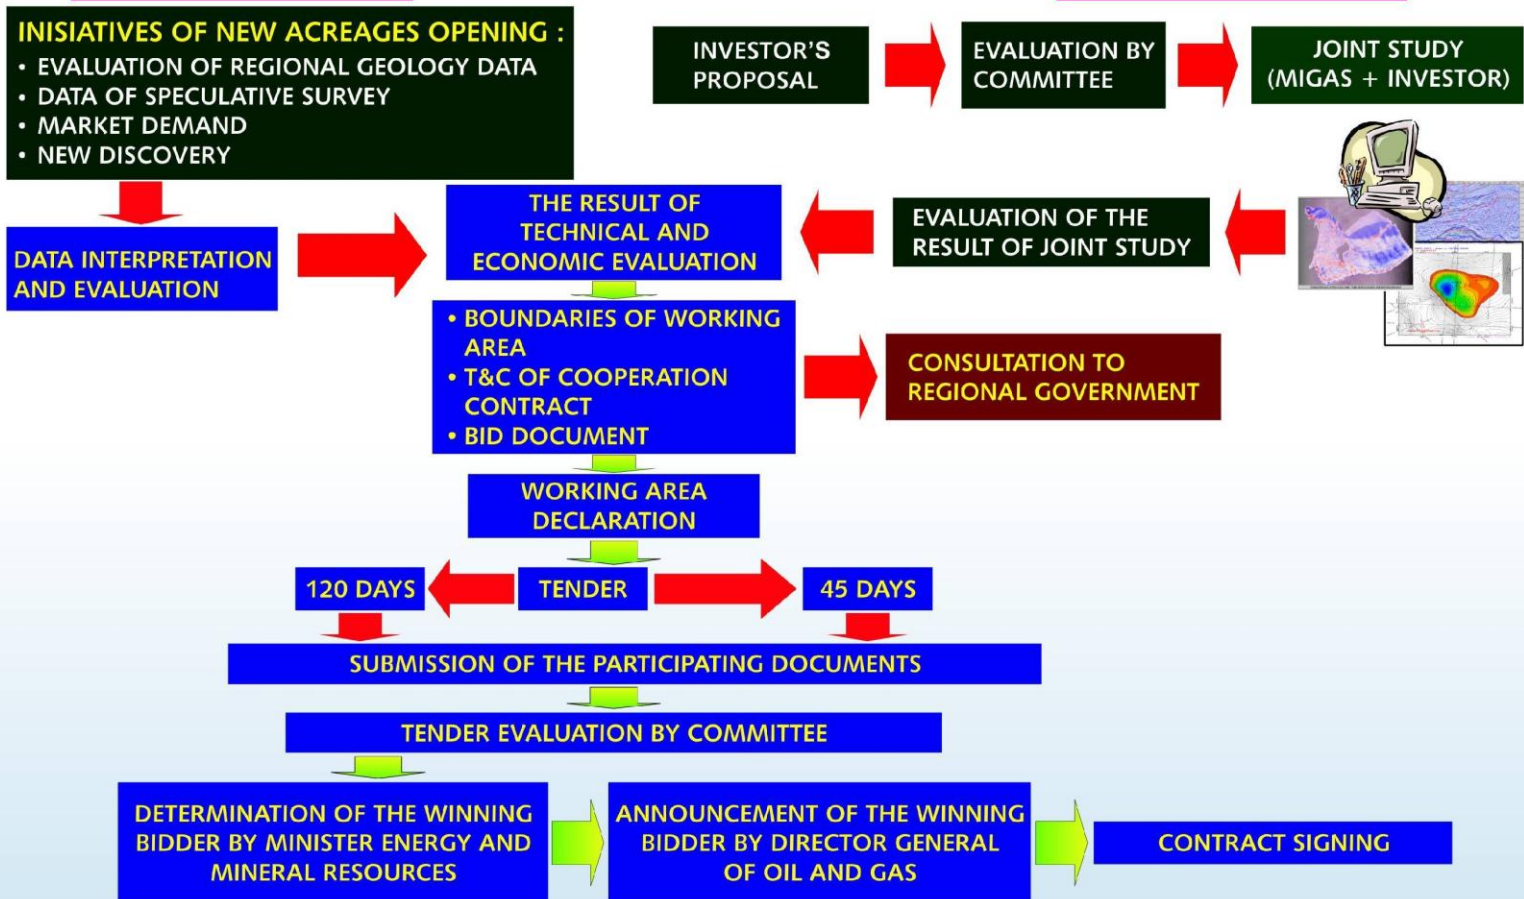 INISIATIVES OF NEW ACREAGES OPENING :
• EVALUATION OF REGIONAL GEOLOGY DATA
• DATA OF SPECULATIVE SURVEY
• MARKET DEMAND
• NEW DISCOVERY
INVESTOR'S
PROPOSAL
EVALUATION BY
COMMITTEE
JOINT STUDY
(MIGAS + INVESTOR)
DATA INTERPRETATION
AND EVALUATION
THE RESULT OF
TECHNICAL AND
ECONOMIC EVALUATION
EVALUATION OF THE
RESULT OF JOINT STUDY
• BOUNDARIES OF WORKING
AREA
• T&C OF COOPERATION
CONTRACT
• BID DOCUMENT
CONSULTATION TO
REGIONAL GOVERNMENT
WORKING AREA
DECLARATION
120 DAYS
TENDER
45 DAYS
SUBMISSION OF THE PARTICIPATING DOCUMENTS
TENDER EVALUATION BY COMMITTEE
DETERMINATION OF THE WINNING
BIDDER BY MINISTER ENERGY AND
MINERAL RESOURCES
ANNOUNCEMENT OF THE WINNING
BIDDER BY DIRECTOR GENERAL
OF OIL AND GAS
CONTRACT SIGNING